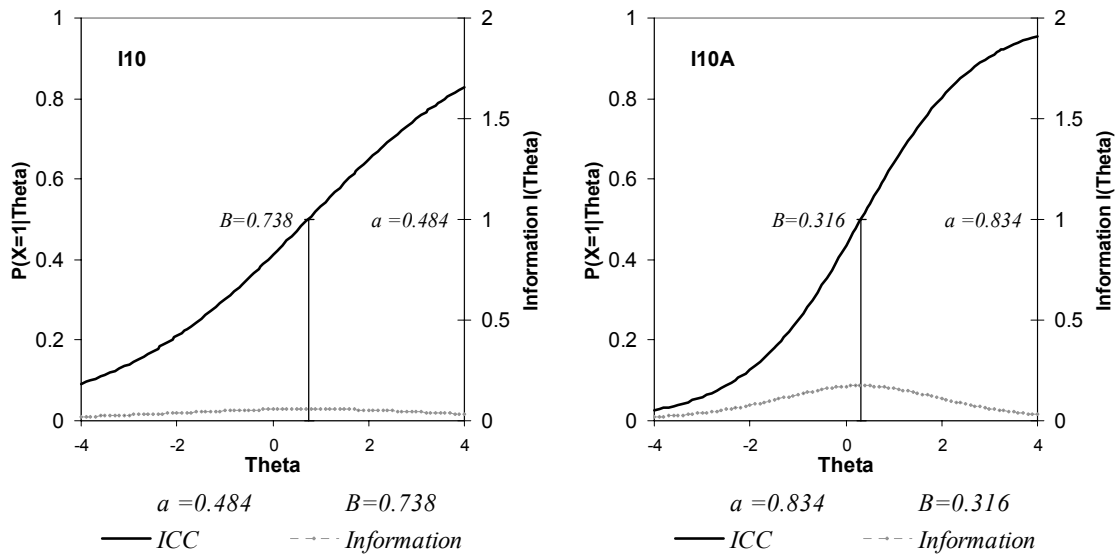 I10
P(X=1|Theta)
1
0.8
0.6
0.4
0.2
0
2
1.5
1
0.5
0
Information I(Theta)
B=0.738
a=0.484
-4
-2
0
2
4
Theta
a =0.484
B=0.738
ICC
Information
I10A
P(X=1|Theta)
1
0.8
0.6
0.4
0.2
0
2
1.5
1
0.5
0
Information I(Theta)
B=0.316
a=0.834
-4
-2
0
2
4
Theta
a =0.834
B=0.316
ICC
Information